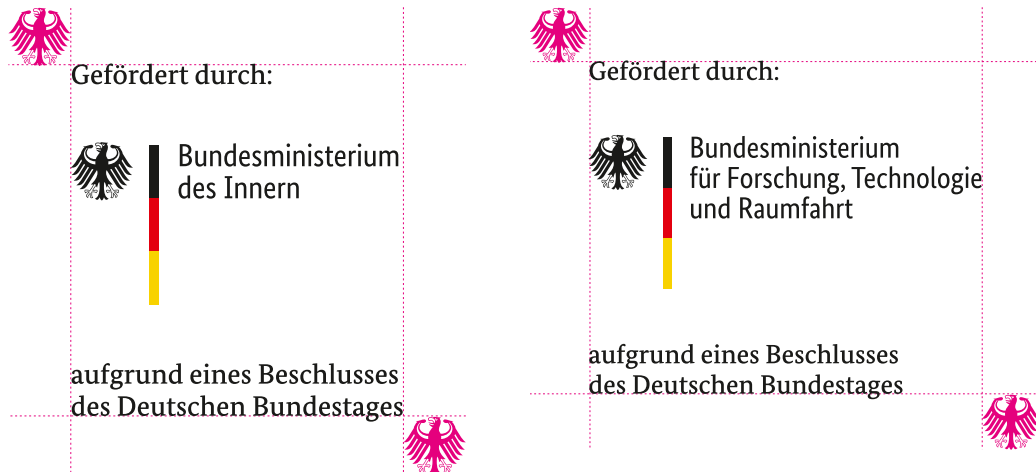 Gefördert durch:
Bundesministerium
des Innern
aufgrund eines Beschlusses
des Deutschen Bundestages
Gefördert durch:
Bundesministerium
für Forschung, Technologie
und Raumfahrt
aufgrund eines Beschlusses
des Deutschen Bundestages